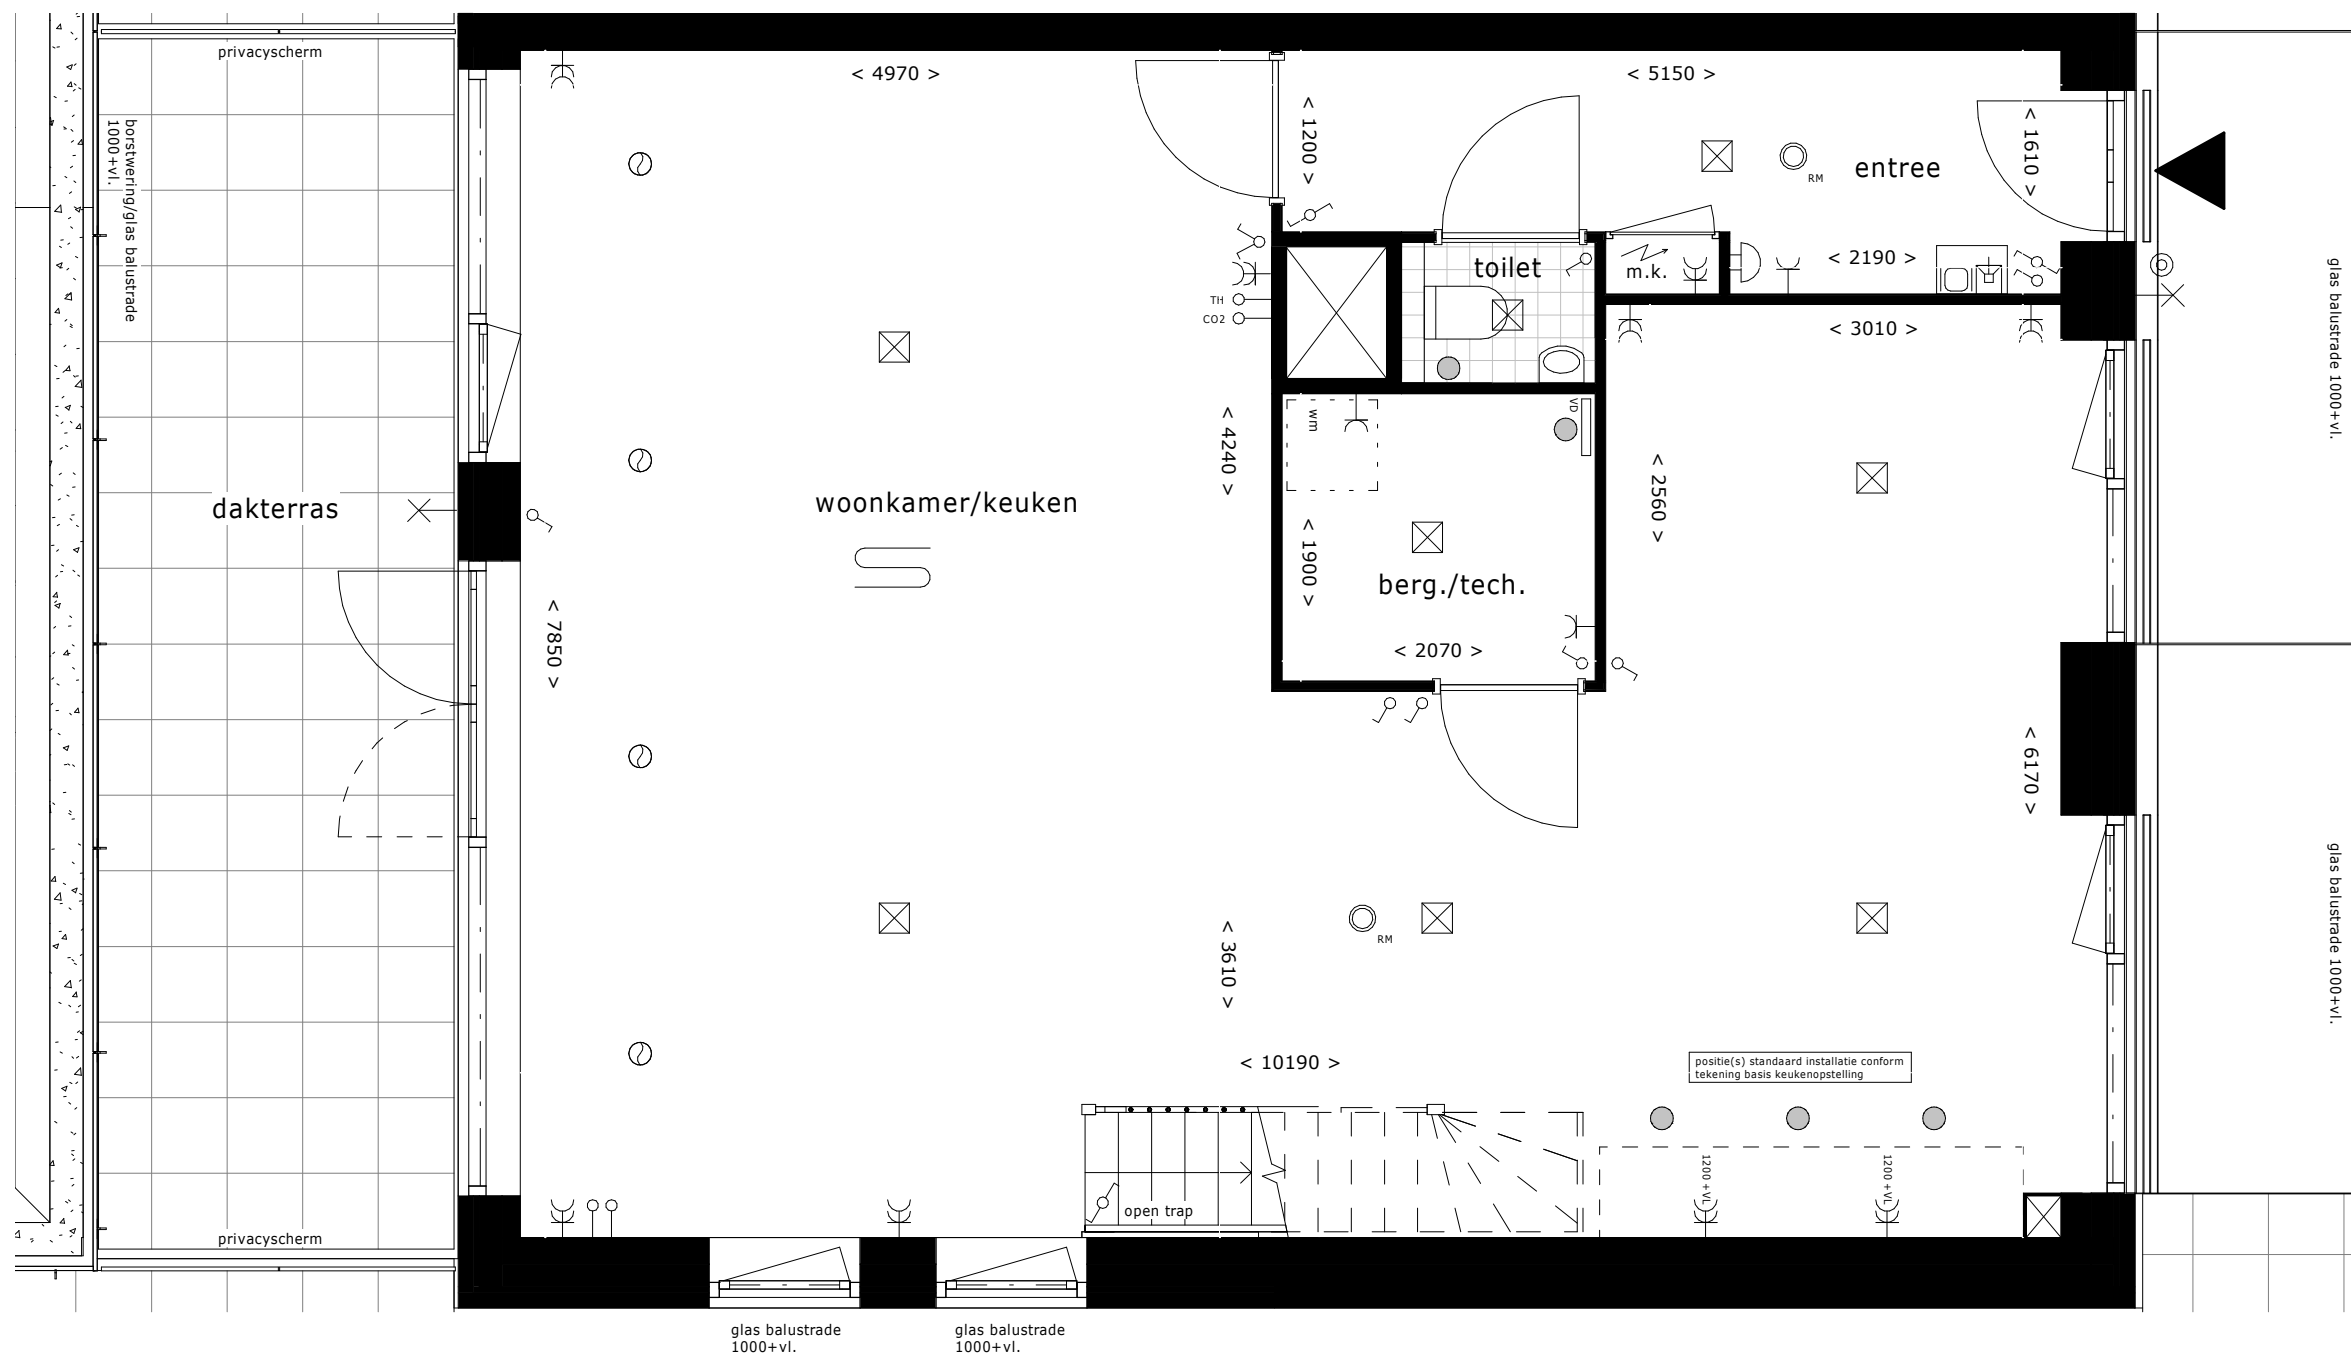 privacyscherm
< 4970 >
< 5150 >
borstwering/glas balustrade
1000+vl.
< 1200 >
< 1610 >
entree
RM
toilet
m.k.
< 2190 >
TH
CO2
< 3010 >
glas balustrade 1000+vl.
wm
VD
< 4240 >
< 2560 >
dakterras
woonkamer/keuken
< 1900 >
berg./tech.
< 7850 >
< 2070 >
< 6170 >
RM
< 3610 >
glas balustrade 1000+vl.
< 10190 >
positie(s) standaard installatie conform
tekening basis keukenopstelling
1200+VL
1200+VL
open trap
privacyscherm
glas balustrade
1000+vl.
glas balustrade
1000+vl.